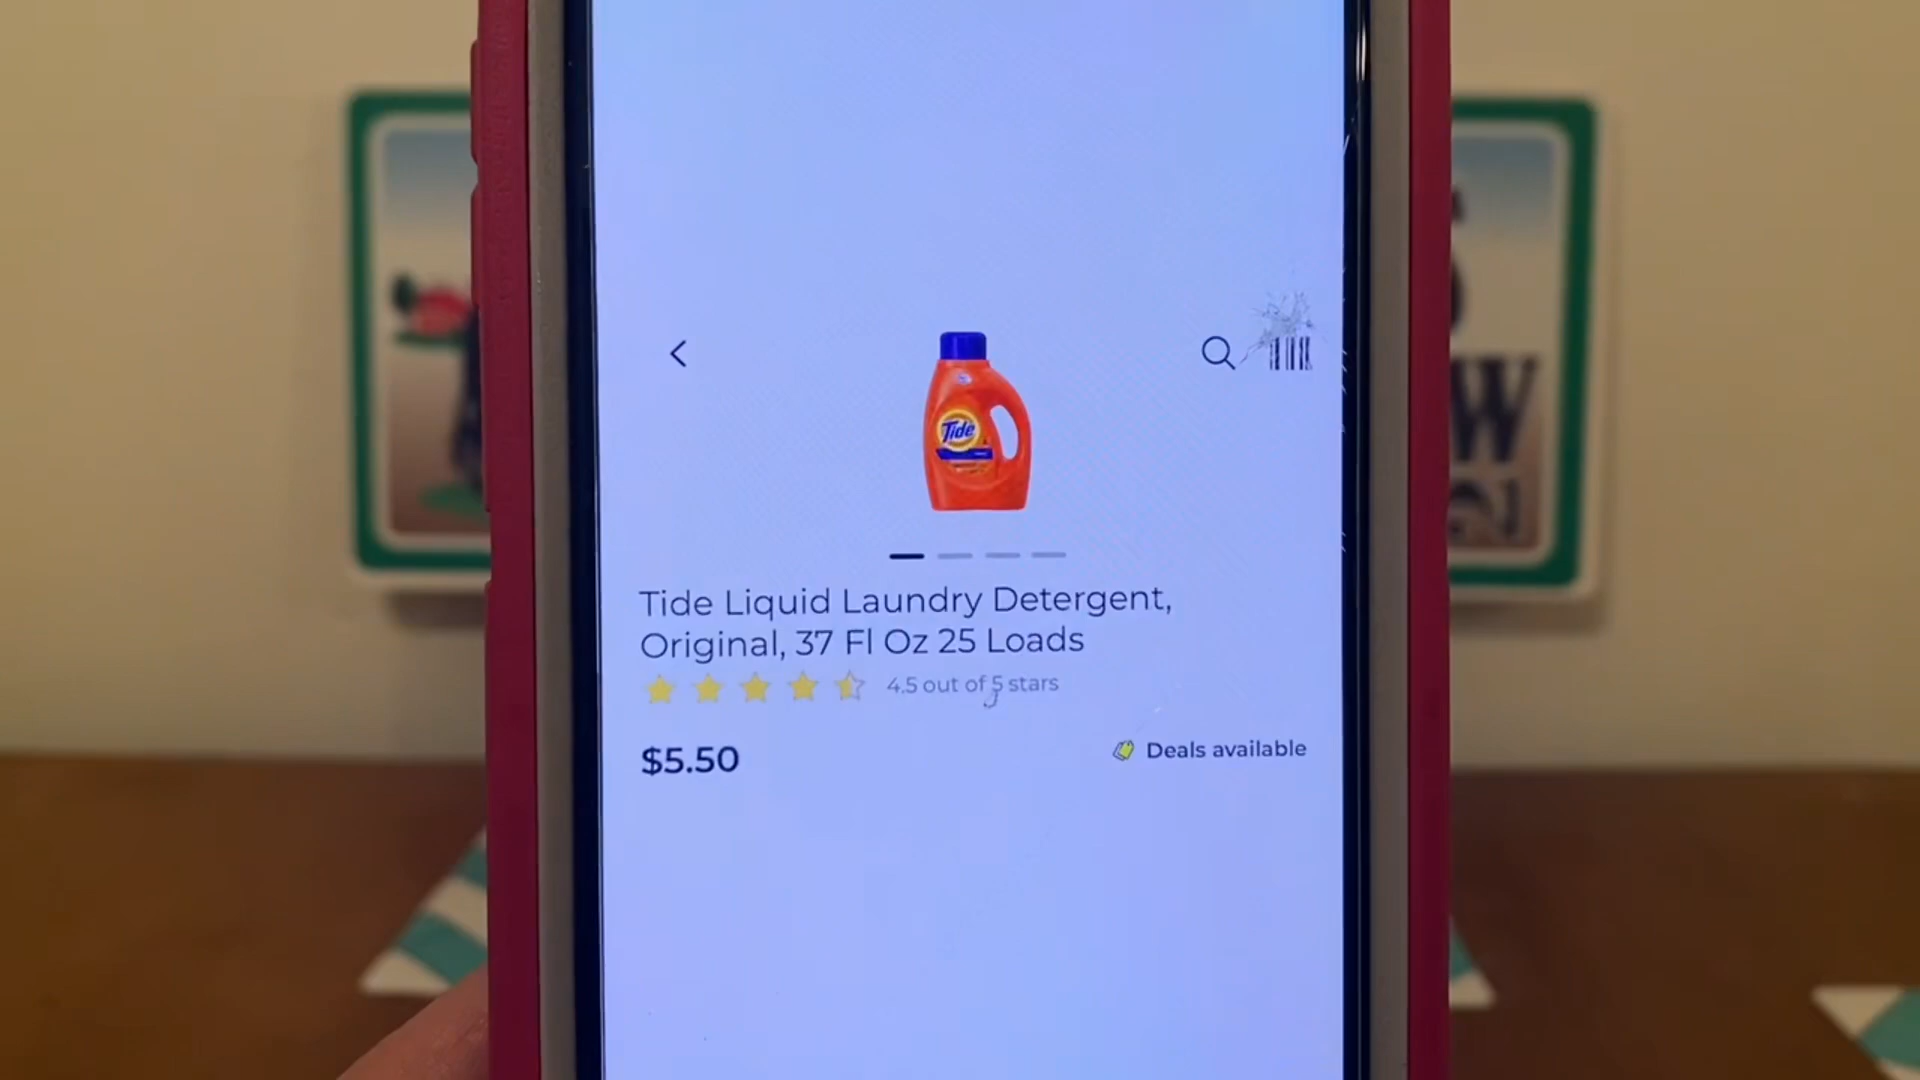 Tide
Tide Liquid Laundry Detergent,
Original, 37 Fl Oz 25 Loads
4.5 out of 5 stars
$5.50
Deals available
W